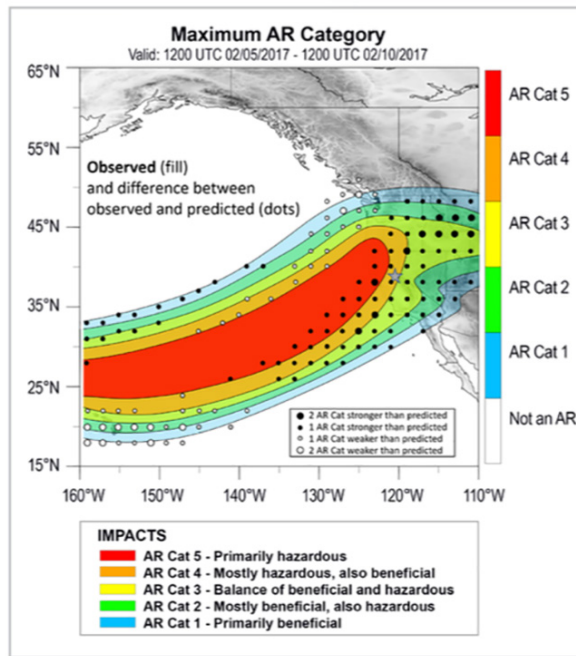 Maximum AR Category
Valid: 1200 UTC 02/05/2017 - 1200 UTC 02/10/2017
65°N
55°N
45°N
35°N
25°N
15°N
Observed (fill)
and difference between
observed and predicted (dots)
2 AR Cat stronger than predicted
1 AR Cat stronger than predicted
1 AR Cat weaker than predicted
2 AR Cat weaker than predicted
160°W
150°W
140°W
130°W
120°W
110°W
AR Cat 5
AR Cat 4
AR Cat 3
AR Cat 2
AR Cat 1
Not an AR
IMPACTS
AR Cat 5 - Primarily hazardous
AR Cat 4 - Mostly hazardous, also beneficial
AR Cat 3 - Balance of beneficial and hazardous
AR Cat 2 - Mostly beneficial, also hazardous
AR Cat 1 - Primarily beneficial